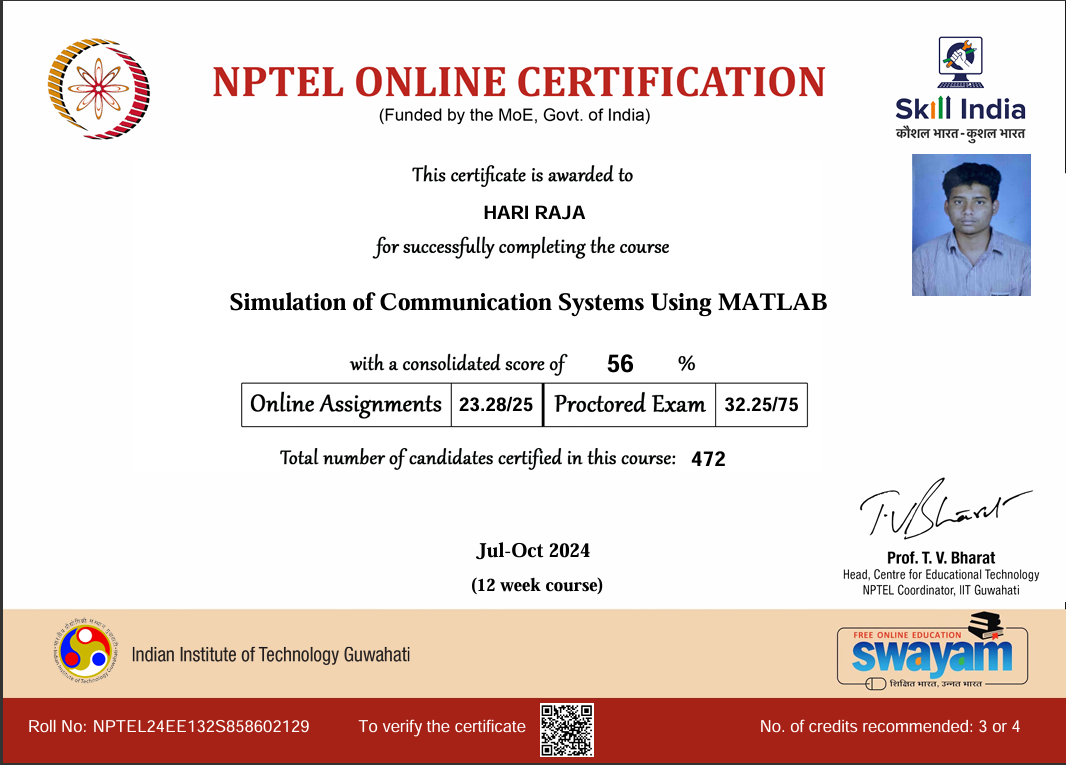 NPTEL ONLINE CERTIFICATION
(Funded by the MoE, Govt. of India)
Skill India
कौशल भारत - कुशल भारत
This certificate is awarded to
HARI RAJA
for successfully completing the course
Simulation of Communication Systems Using MATLAB
with a consolidated score of 56 %
Online Assignments 23.28/25 Proctored Exam 32.25/75
Total number of candidates certified in this course: 472
Jul-Oct 2024
(12 week course)
T.V Bharat
Prof. T. V. Bharat
Head, Centre for Educational Technology
NPTEL Coordinator, IIT Guwahati
Indian Institute of Technology Guwahati
Indian Institute of Technology Guwahati
FREE ONLINE EDUCATION
swayam
शिक्षित भारत, उन्नत भारत
Roll No: NPTEL24EE132S858602129
To verify the certificate
No. of credits recommended: 3 or 4